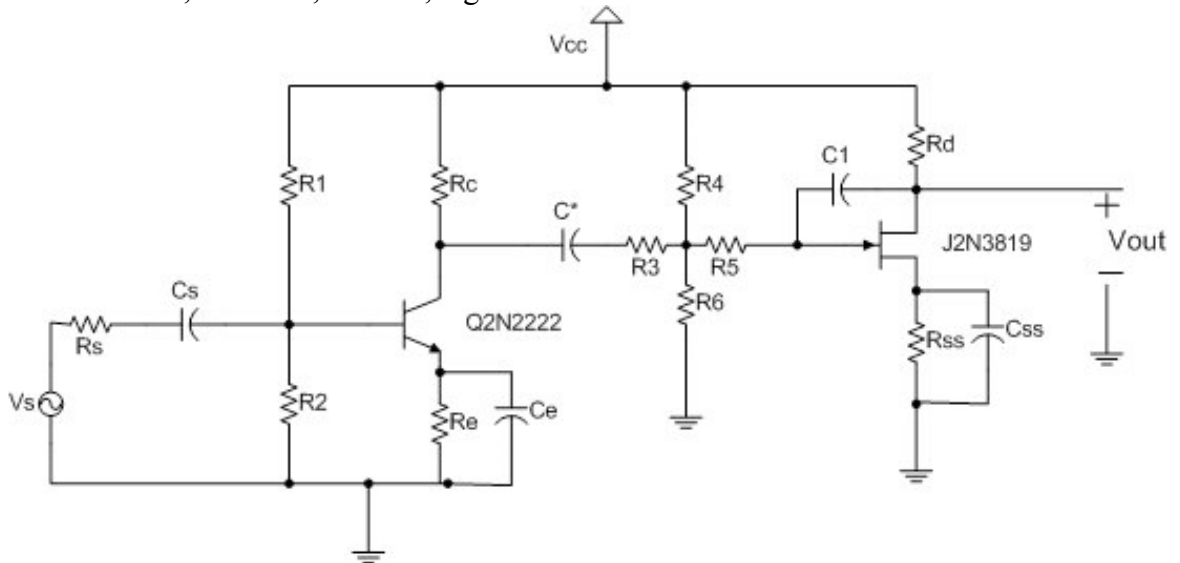 Vcc
R1
Rc
R4
C1
Rd
C*
R3
R5
J2N3819
+
Vout
Cs
Q2N2222
R6
Rss
Css
Rs
Vs
R2
Re
Ce